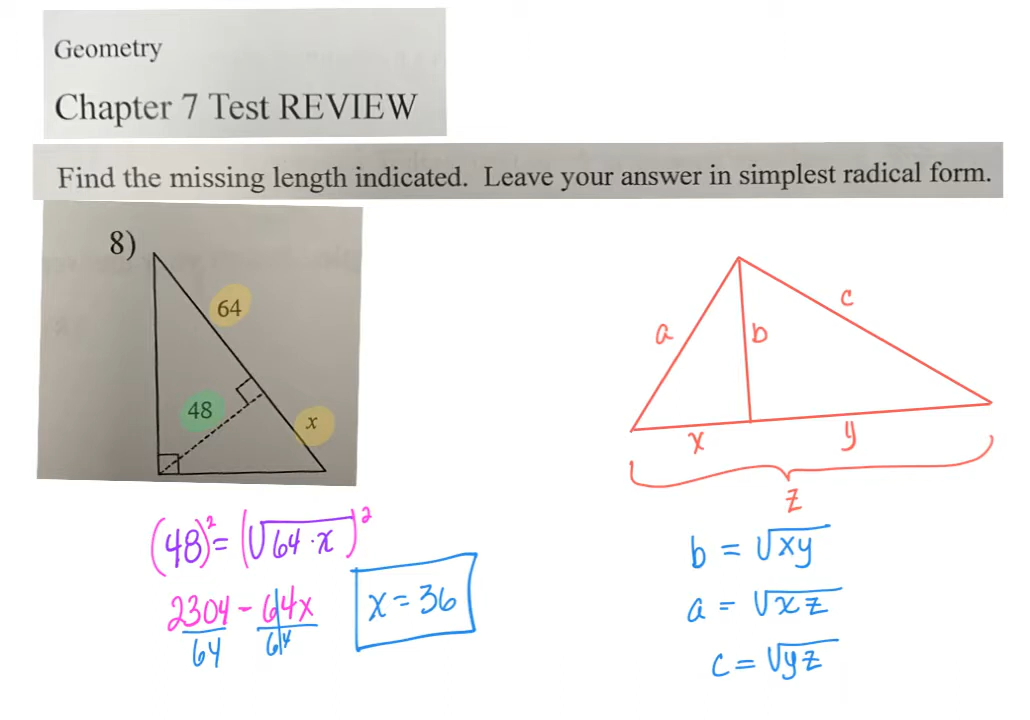 Geometry
Chapter 7 Test REVIEW
Find the missing length indicated. Leave your answer in simplest radical form.
8)
64
48
x
(48)² = (√64·x)²
2304 - 64x
64 64
x = 36
a
b
c
x
y
z
b = √xy
a = √xz
c = √yz